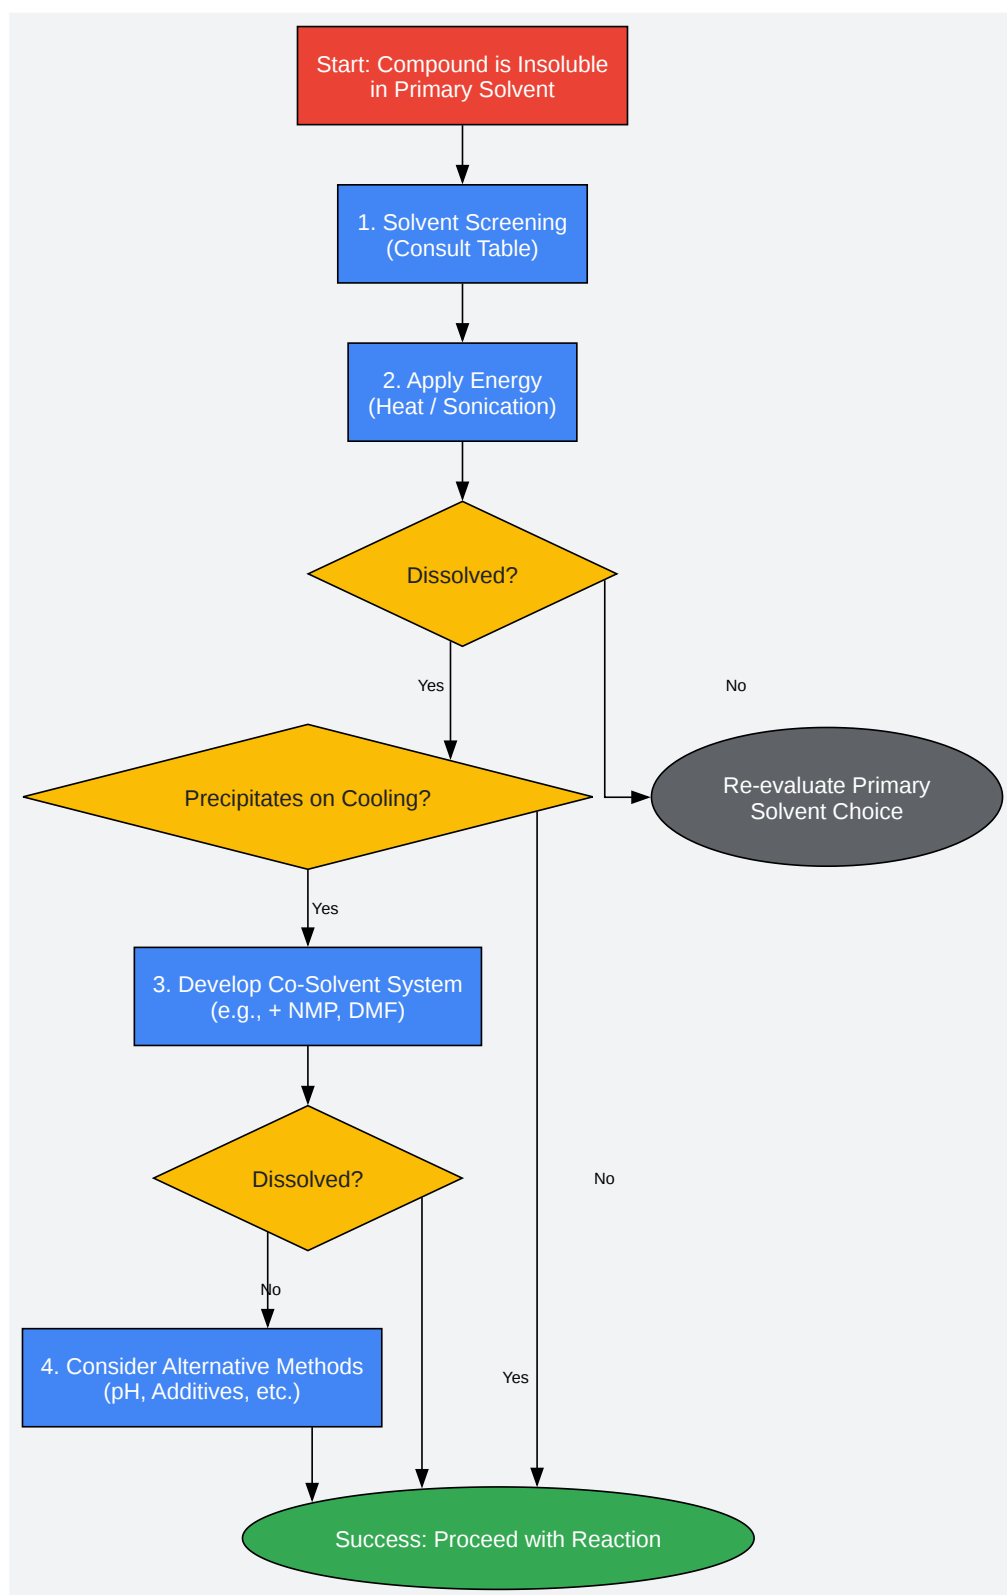 Start: Compound is Insoluble
in Primary Solvent
1. Solvent Screening
(Consult Table)
2. Apply Energy
(Heat / Sonication)
Dissolved?
Yes
No
Precipitates on Cooling?
Re-evaluate Primary
Solvent Choice
Yes
3. Develop Co-Solvent System
(e.g., + NMP, DMF)
Dissolved?
No
No
4. Consider Alternative Methods
(pH, Additives, etc.)
Yes
Success: Proceed with Reaction